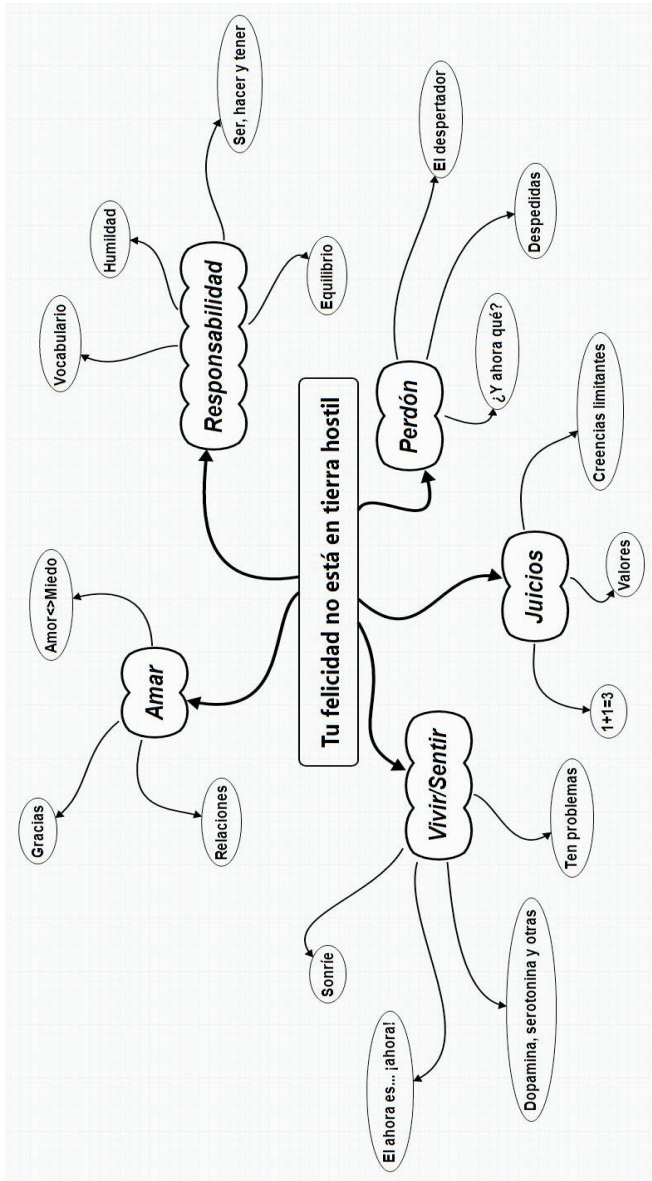 Tu felicidad no está en tierra hostil
Responsabilidad
Vocabulario
Humildad
Ser, hacer y tener
Equilibrio
Perdón
El despertador
Despedidas
¿Y ahora qué?
Juicios
Creencias limitantes
Valores
1+1=3
Vivir/Sentir
Ten problemas
Dopamina, serotonina y otras
El ahora es... ¡ahora!
Sonríe
Amar
Relaciones
Gracias
Amor<>Miedo